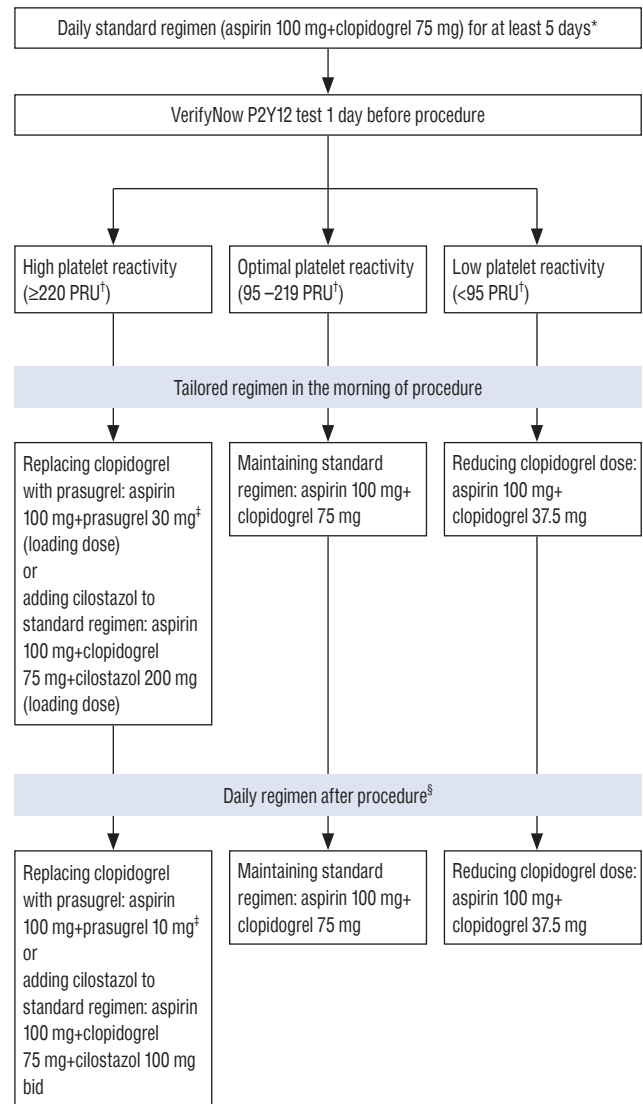 Daily standard regimen (aspirin 100 mg+clopidogrel 75 mg) for at least 5 days*
VerifyNow P2Y12 test 1 day before procedure
High platelet reactivity
(≥220 PRU†)
Optimal platelet reactivity
(95 –219 PRU†)
Low platelet reactivity
(<95 PRU†)
Tailored regimen in the morning of procedure
Replacing clopidogrel
with prasugrel: aspirin
100 mg+prasugrel 30 mg‡
(loading dose)
or
adding cilostazol to
standard regimen: aspirin
100 mg+clopidogrel
75 mg+cilostazol 200 mg
(loading dose)
Maintaining standard
regimen: aspirin 100 mg+
clopidogrel 75 mg
Reducing clopidogrel dose:
aspirin 100 mg+
clopidogrel 37.5 mg
Daily regimen after procedure§
Replacing clopidogrel
with prasugrel: aspirin
100 mg+prasugrel 10 mg‡
or
adding cilostazol to
standard regimen: aspirin
100 mg+clopidogrel
75 mg+cilostazol 100 mg
bid
Maintaining standard
regimen: aspirin 100 mg+
clopidogrel 75 mg
Reducing clopidogrel dose:
aspirin 100 mg+
clopidogrel 37.5 mg